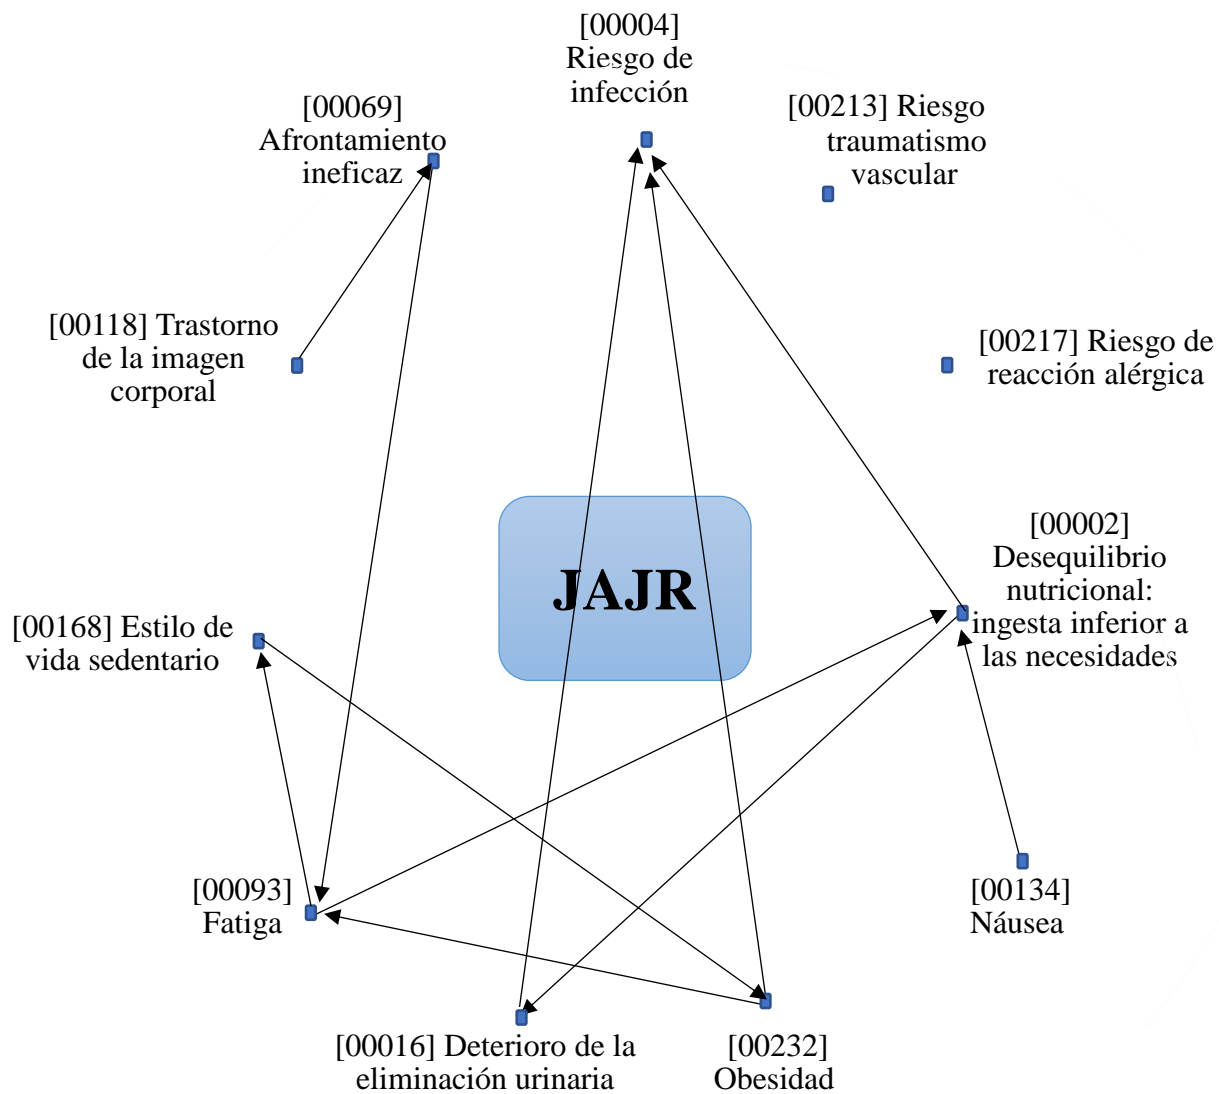 [00004]
Riesgo de
infección
[00069]
Afrontamiento
ineficaz
[00213] Riesgo
traumatismo
vascular
[00118] Trastorno
de la imagen
corporal
[00217] Riesgo de
reacción alérgica
JAJR
[00002]
Desequilibrio
nutricional:
ingesta inferior a
las necesidades
[00168] Estilo de
vida sedentario
[00093]
Fatiga
[00134]
Náusea
[00016] Deterioro de la
eliminación urinaria
[00232]
Obesidad